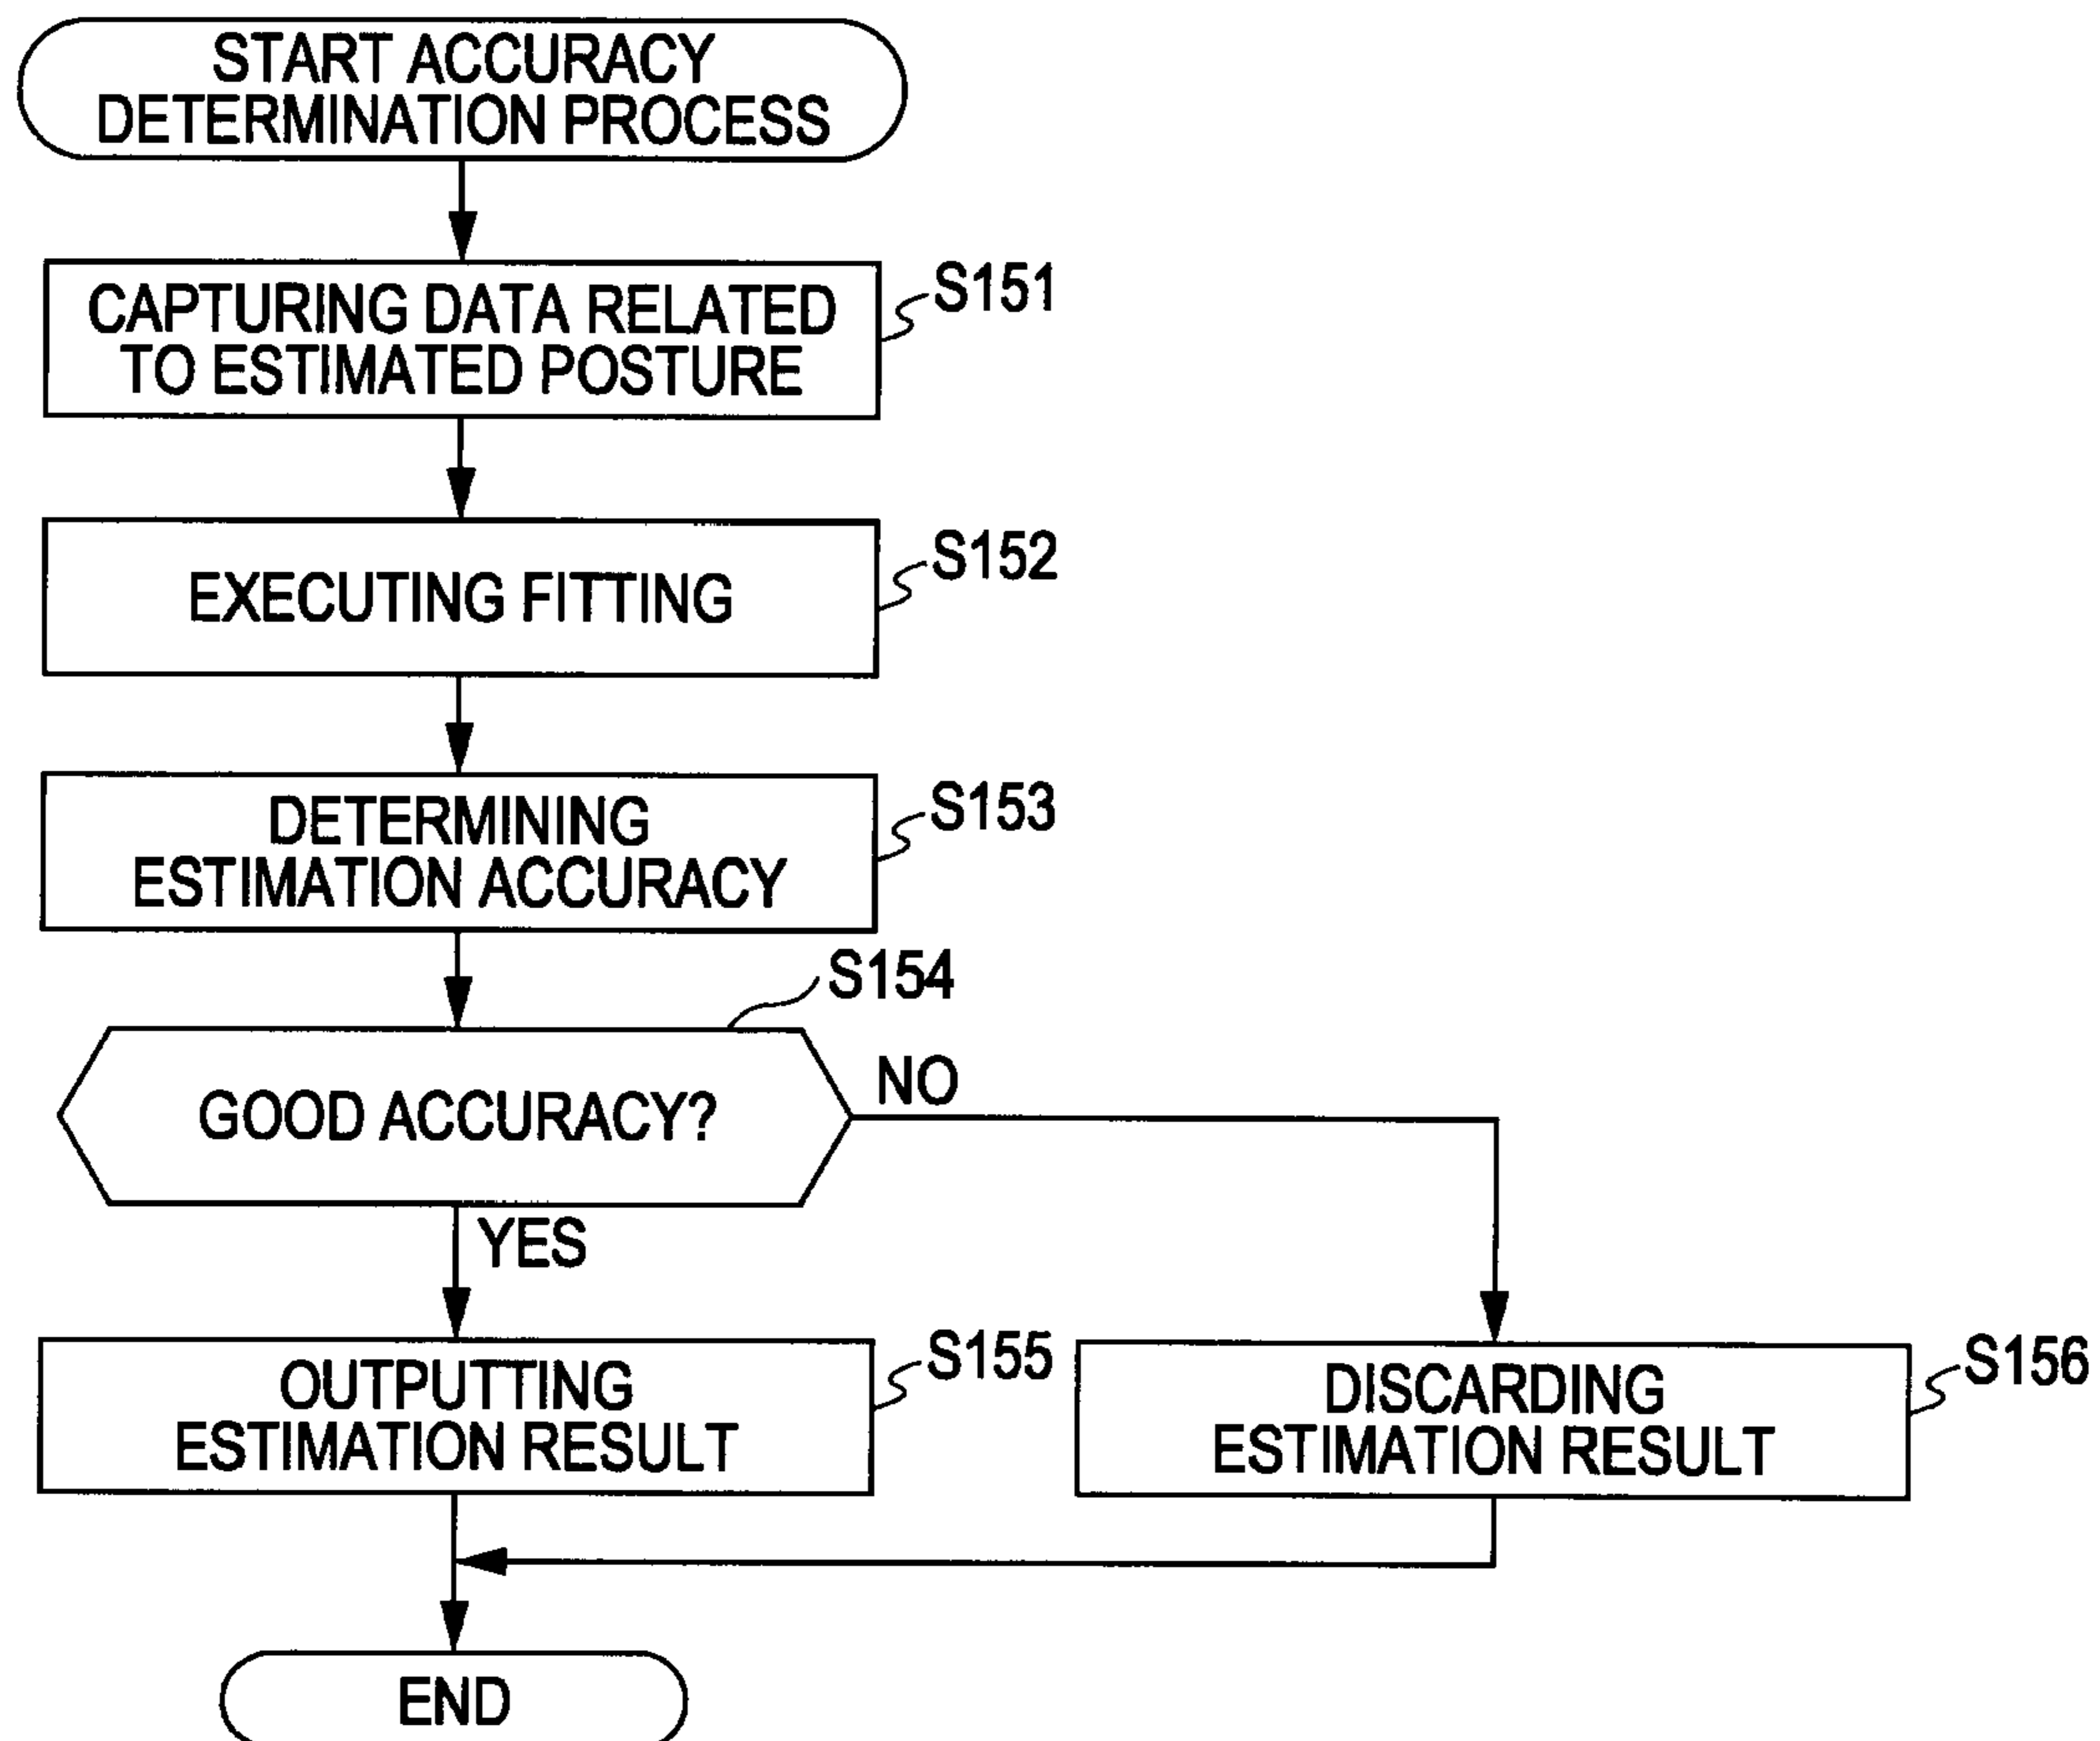 START ACCURACY
DETERMINATION PROCESS
CAPTURING DATA RELATED
TO ESTIMATED POSTURE
S151
EXECUTING FITTING
S152
DETERMINING
ESTIMATION ACCURACY
S153
S154
GOOD ACCURACY?
NO
YES
OUTPUTTING
ESTIMATION RESULT
S155
DISCARDING
ESTIMATION RESULT
S156
END